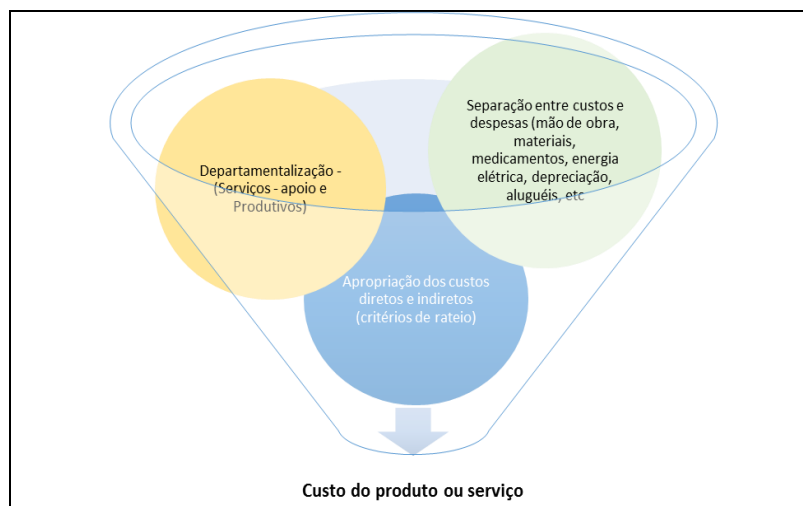 Departamentalização -
(Serviços - apoio e
Produtivos)
Separação entre custos e
despesas (mão de obra,
materiais,
medicamentos, energia
elétrica, depreciação,
aluguéis, etc
Apropriação dos custos
diretos e indiretos
(critérios de rateio)
Custo do produto ou serviço